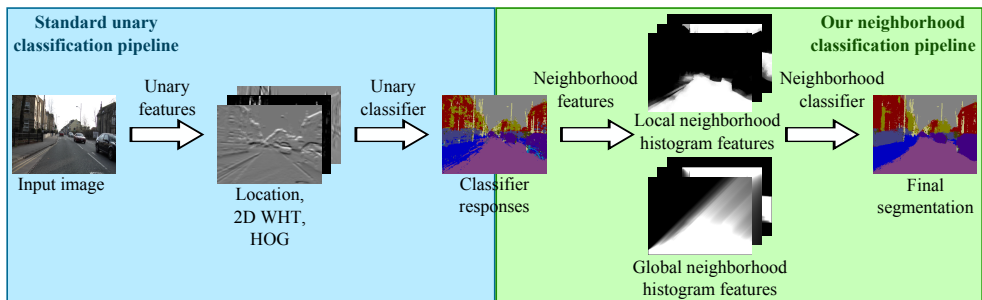 Standard unary
classification pipeline
Unary
features
Unary
classifier
Input image
Location,
2D WHT,
HOG
Classifier
responses
Our neighborhood
classification pipeline
Neighborhood
features
Local neighborhood
histogram features
Global neighborhood
histogram features
Neighborhood
classifier
Final
segmentation